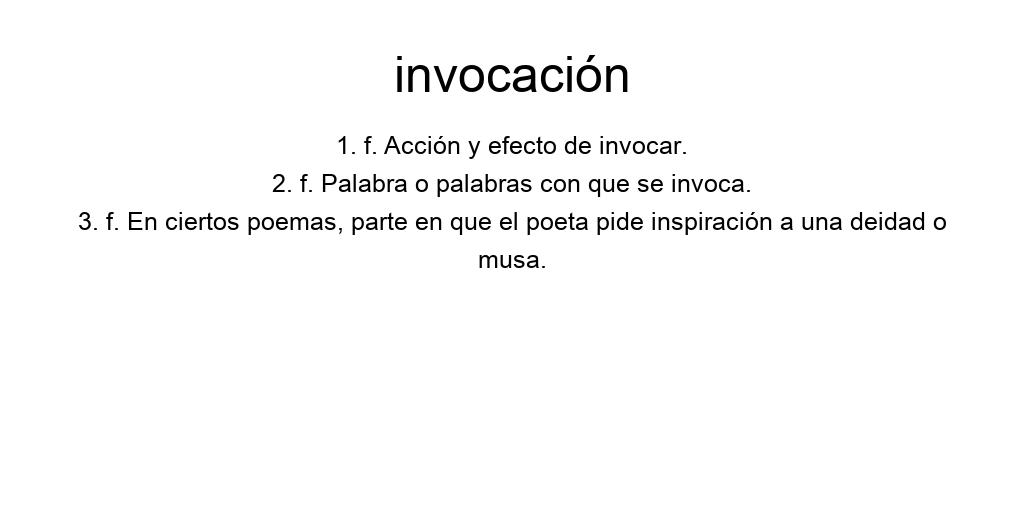 invocación
1. f. Acción y efecto de invocar.
2. f. Palabra o palabras con que se invoca.
3. f. En ciertos poemas, parte en que el poeta pide inspiración a una deidad o
musa.